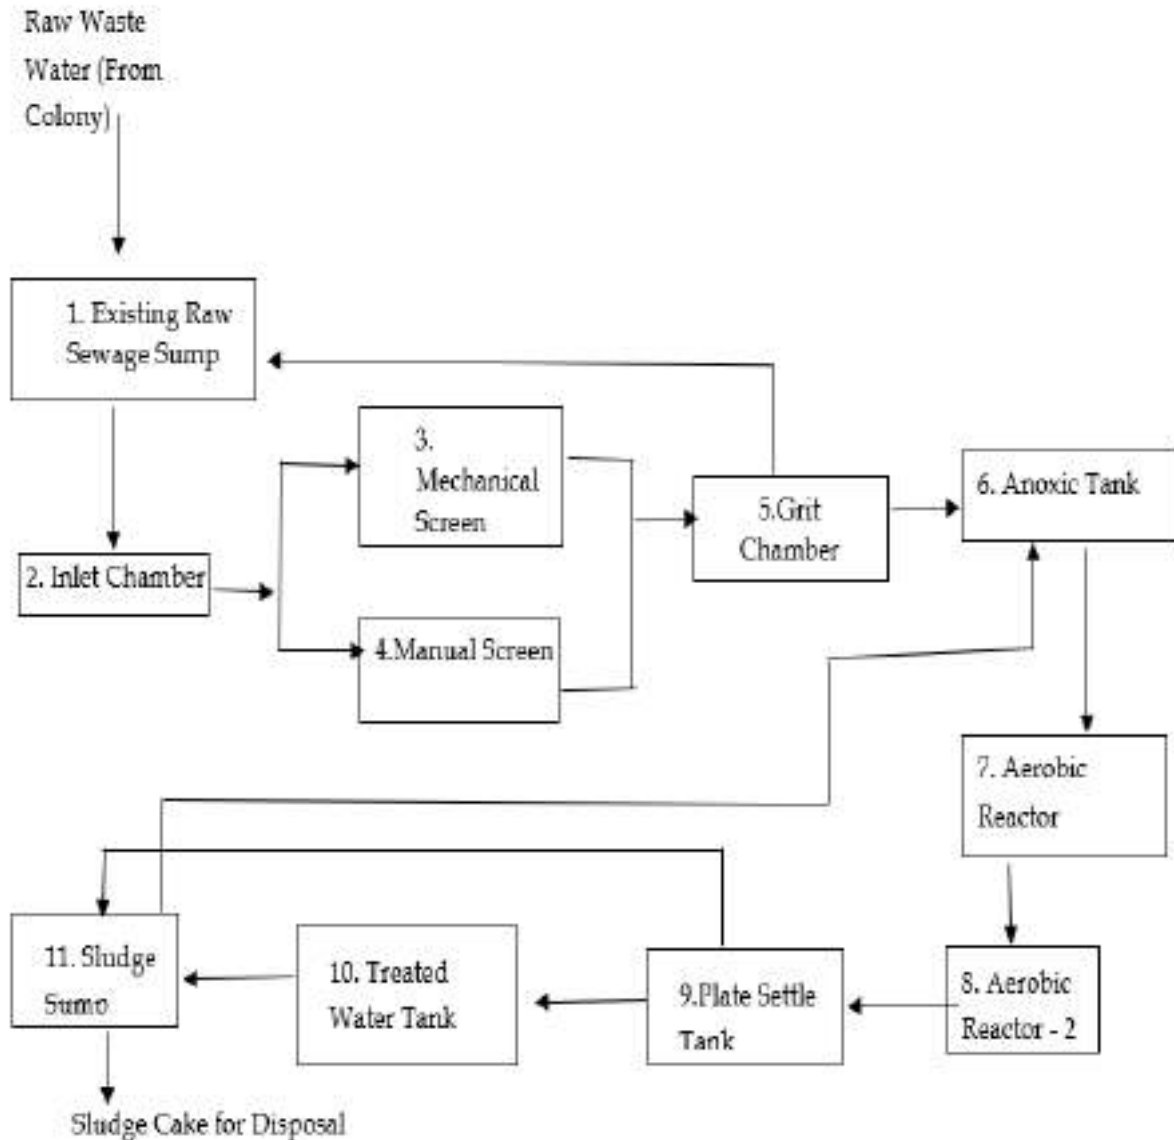 Raw Waste
Water (From
Colony)
1. Existing Raw
Sewage Sump
3.
Mechanical
Screen
5.Grit
Chamber
6. Anoxic Tank
2. Inlet Chamber
4.Manual Screen
7. Aerobic
Reactor
11. Sludge
Sumo
10. Treated
Water Tank
9.Plate Settle
Tank
8. Aerobic
Reactor - 2
Sludge Cake for Disposal